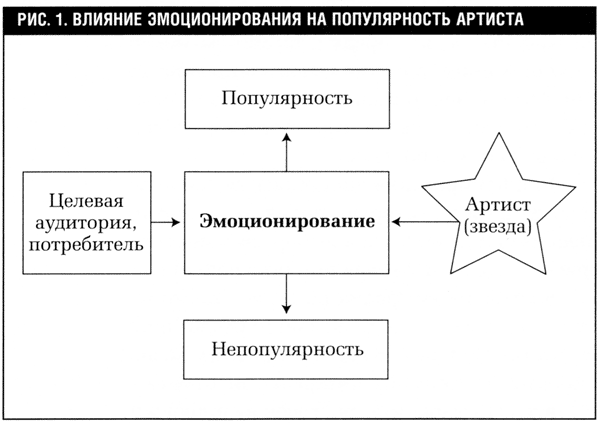 РИС. 1. ВЛИЯНИЕ ЭМОЦИОНИРОВАНИЯ НА ПОПУЛЯРНОСТЬ АРТИСТА
Популярность
Целевая
аудитория,
потребитель
Эмоционирование
Артист
(звезда)
Непопулярность